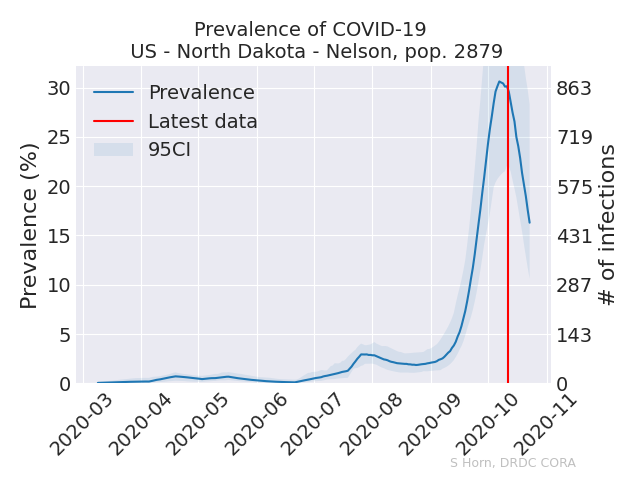 Prevalence of COVID-19
US - North Dakota - Nelson, pop. 2879
Prevalence (%)
30
25
20
15
10
5
0
Prevalence
Latest data
95CI
863
719
575
431
287
143
0
# of infections
2020-03
2020-04
2020-05
2020-06
2020-07
2020-08
2020-09
2020-10
2020-11
S Horn, DRDC CORA